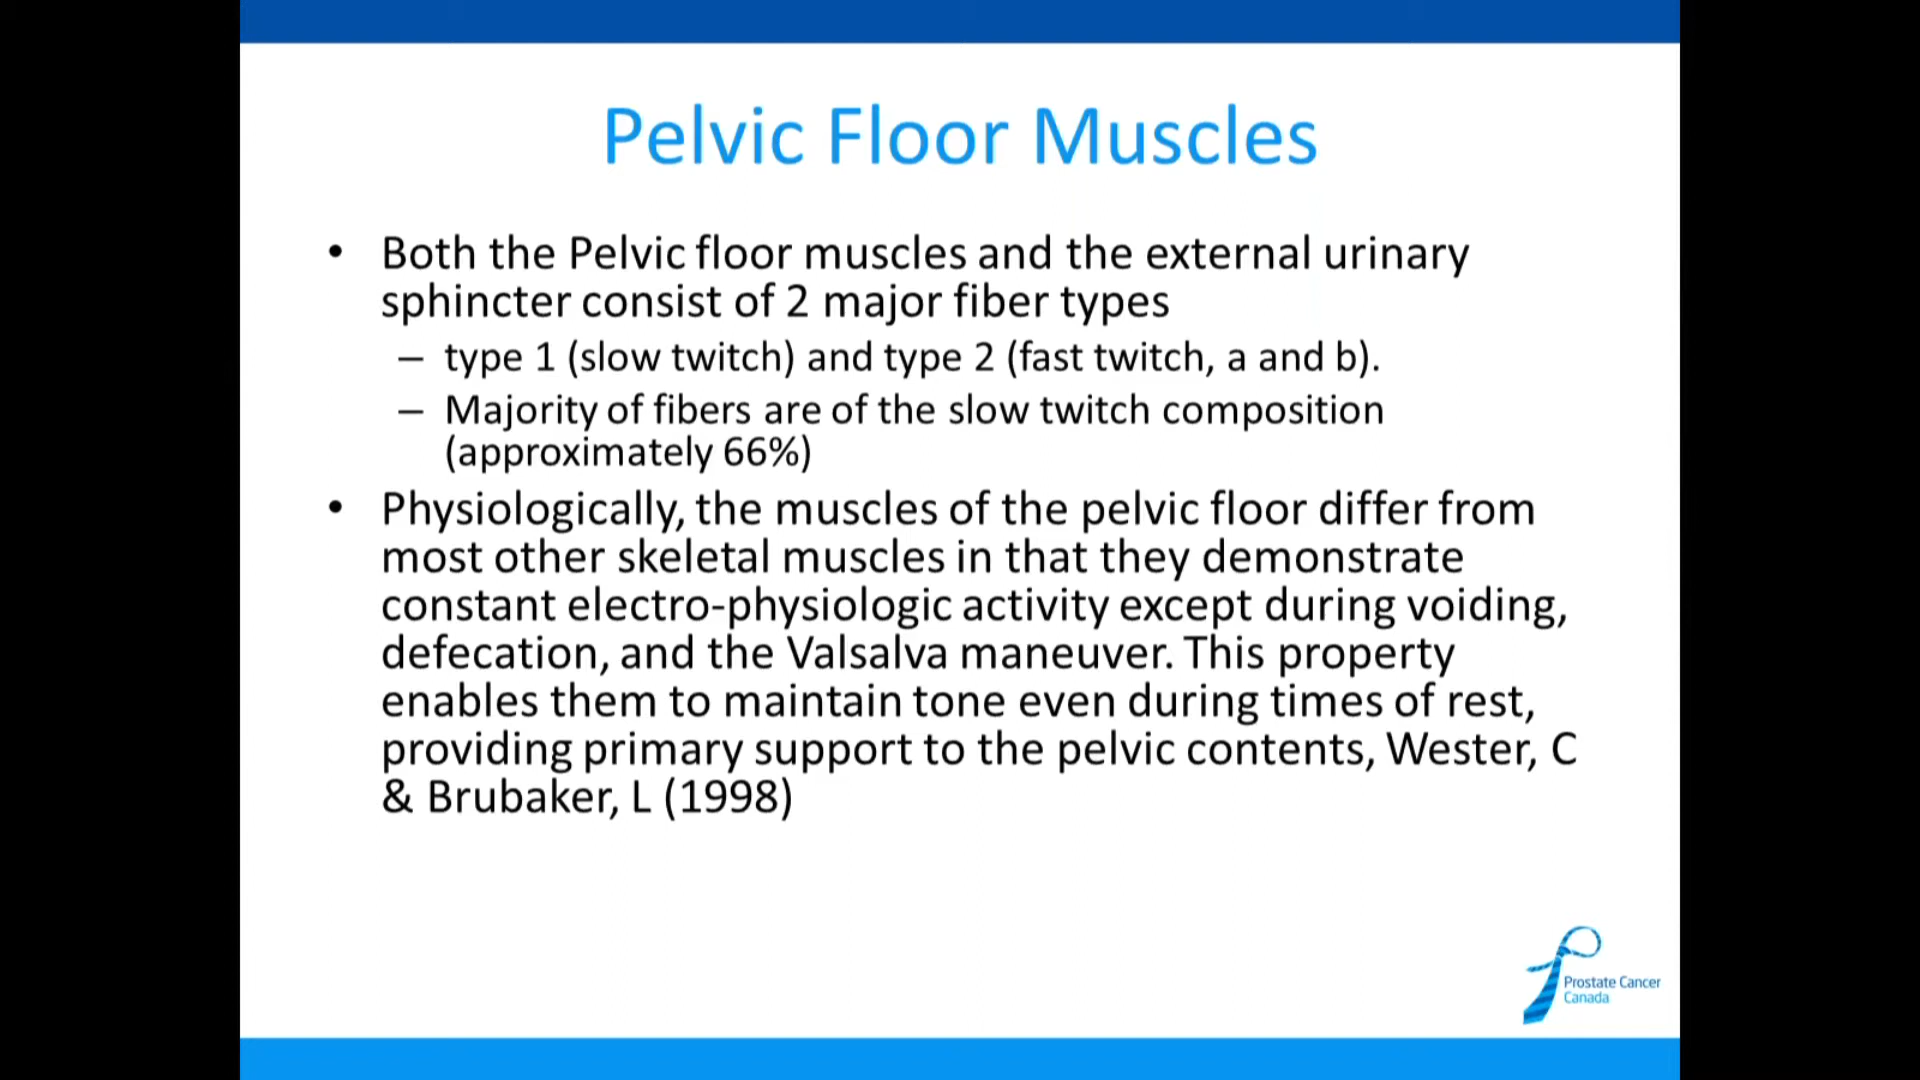 Pelvic Floor Muscles
• Both the Pelvic floor muscles and the external urinary
sphincter consist of 2 major fiber types
– type 1 (slow twitch) and type 2 (fast twitch, a and b).
– Majority of fibers are of the slow twitch composition
(approximately 66%)
• Physiologically, the muscles of the pelvic floor differ from
most other skeletal muscles in that they demonstrate
constant electro-physiologic activity except during voiding,
defecation, and the Valsalva maneuver. This property
enables them to maintain tone even during times of rest,
providing primary support to the pelvic contents, Wester, C
& Brubaker, L (1998)
Prostate Cancer
Canada